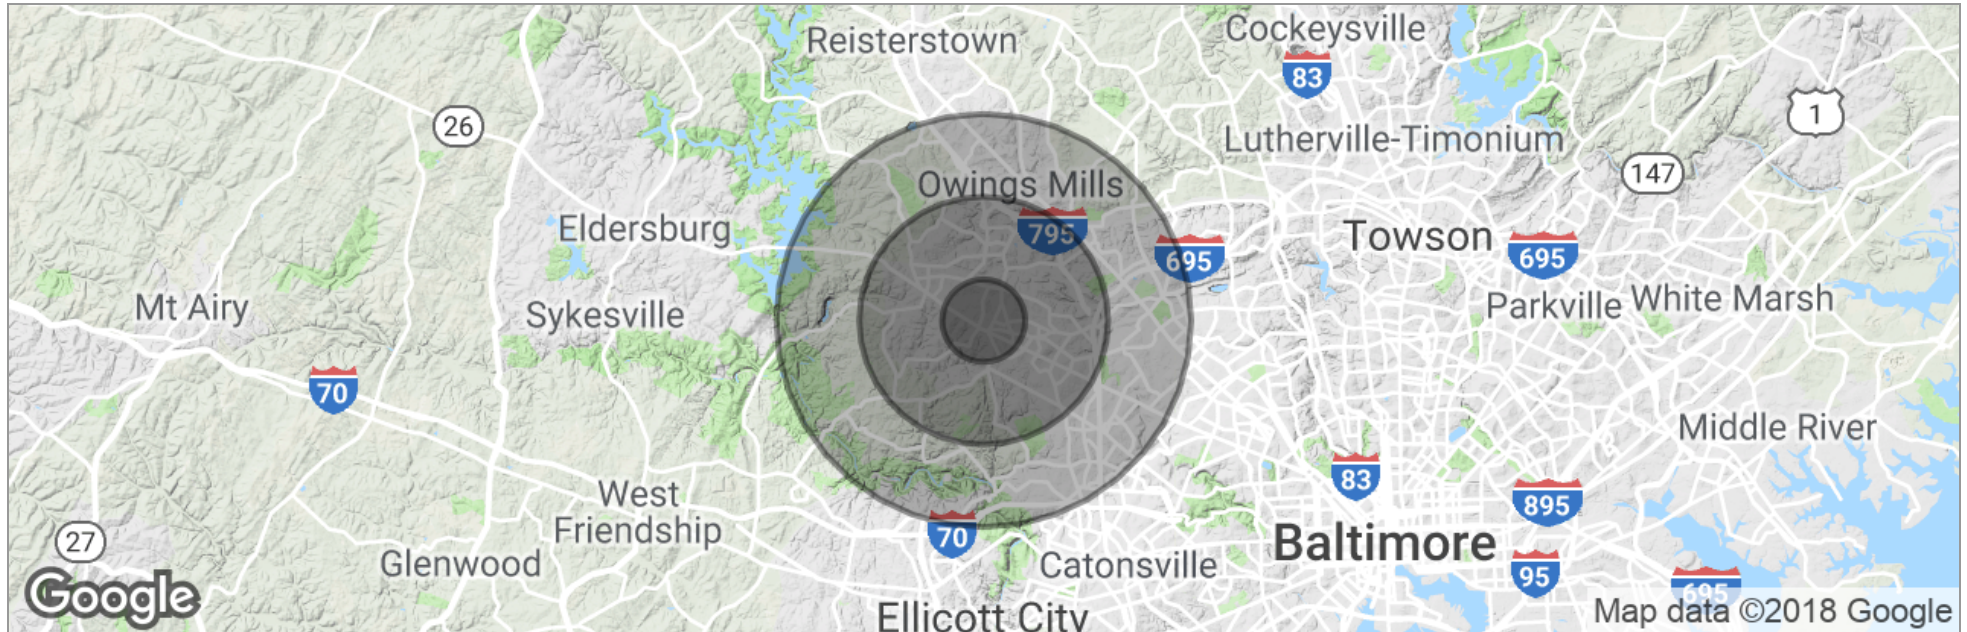 Reisterstown
Cockeysville
83
26
1
Lutherville-Timonium
147
Owings Mills
Eldersburg
795
695
Towson
695
Mt Airy
Sykesville
Parkville
White Marsh
70
Middle River
83
West
Friendship
895
27
70
Baltimore
Glenwood
Catonsville
95
695
Google
Ellicott City
Map data ©2018 Google